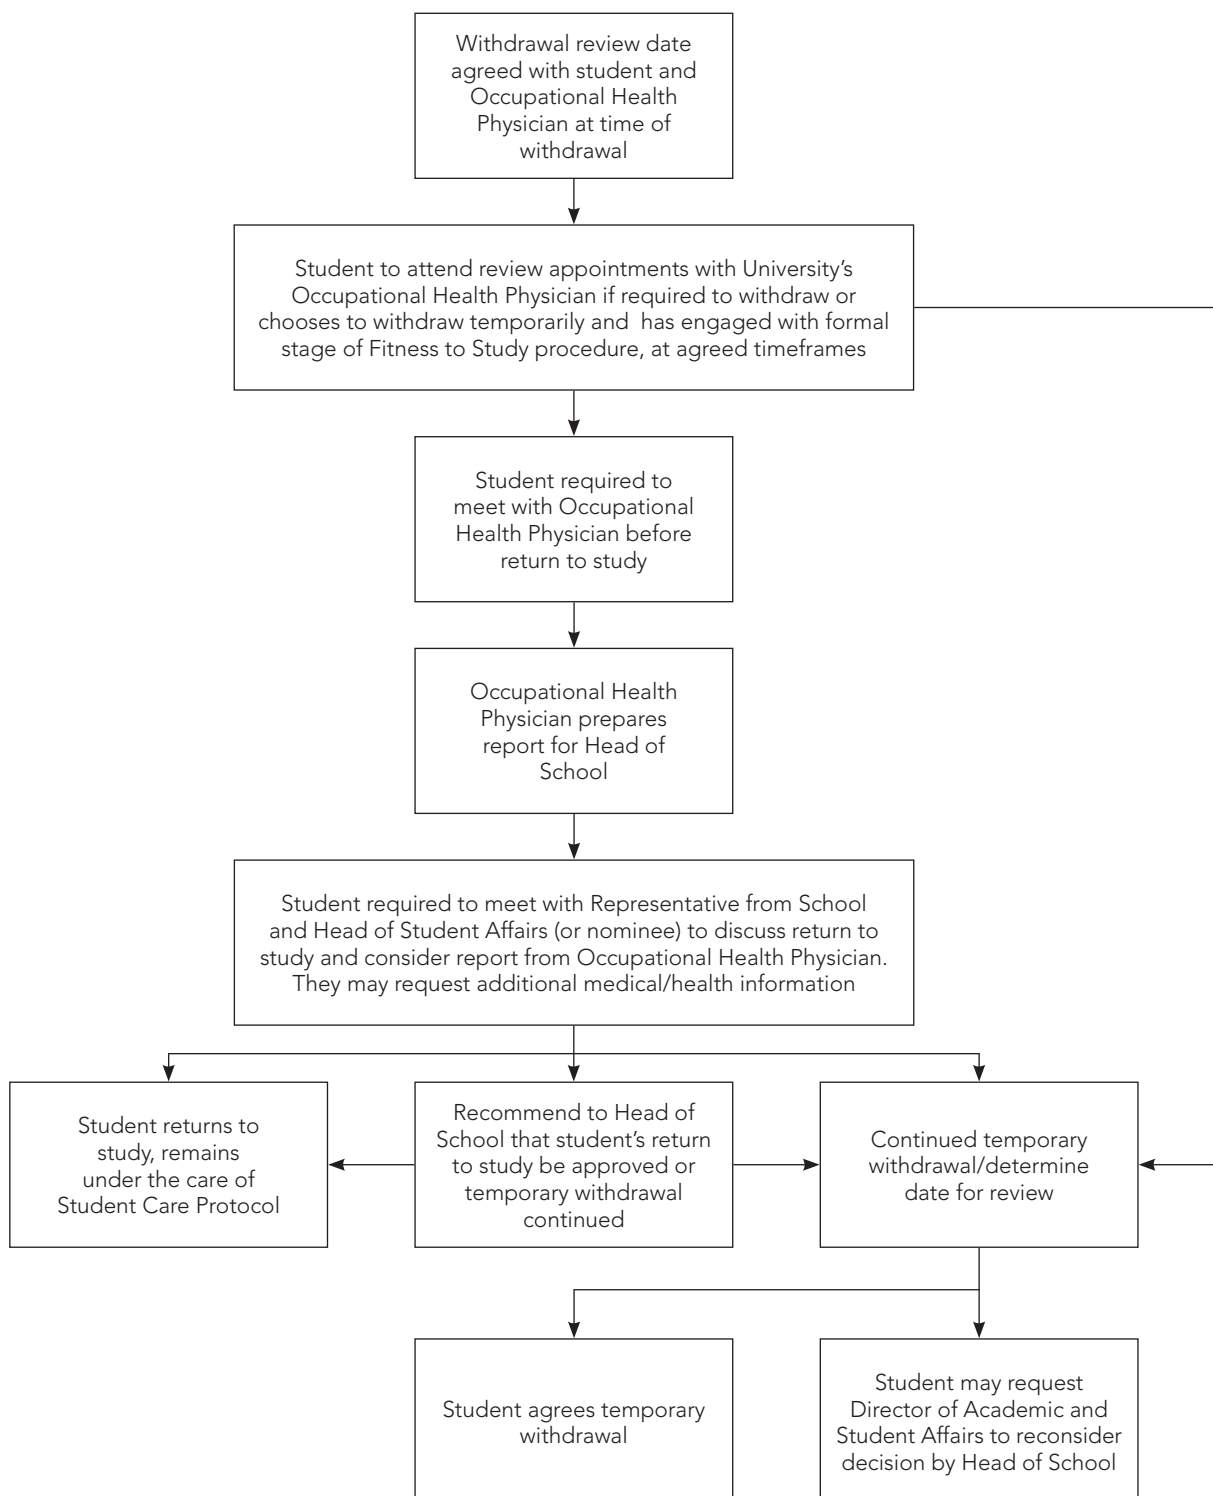 Withdrawal review date
agreed with student and
Occupational Health
Physician at time of
withdrawal
Student to attend review appointments with University’s
Occupational Health Physician if required to withdraw or
chooses to withdraw temporarily and  has engaged with formal
stage of Fitness to Study procedure, at agreed timeframes
Student required to
meet with Occupational
Health Physician before
return to study
Occupational Health
Physician prepares
report for Head of
School
Student required to meet with Representative from School
and Head of Student Affairs (or nominee) to discuss return to
study and consider report from Occupational Health Physician.
They may request additional medical/health information
Student returns to
study, remains
under the care of
Student Care Protocol
Recommend to Head of
School that student’s return
to study be approved or
temporary withdrawal
continued
Continued temporary
withdrawal/determine
date for review
Student agrees temporary
withdrawal
Student may request
Director of Academic and
Student Affairs to reconsider
decision by Head of School